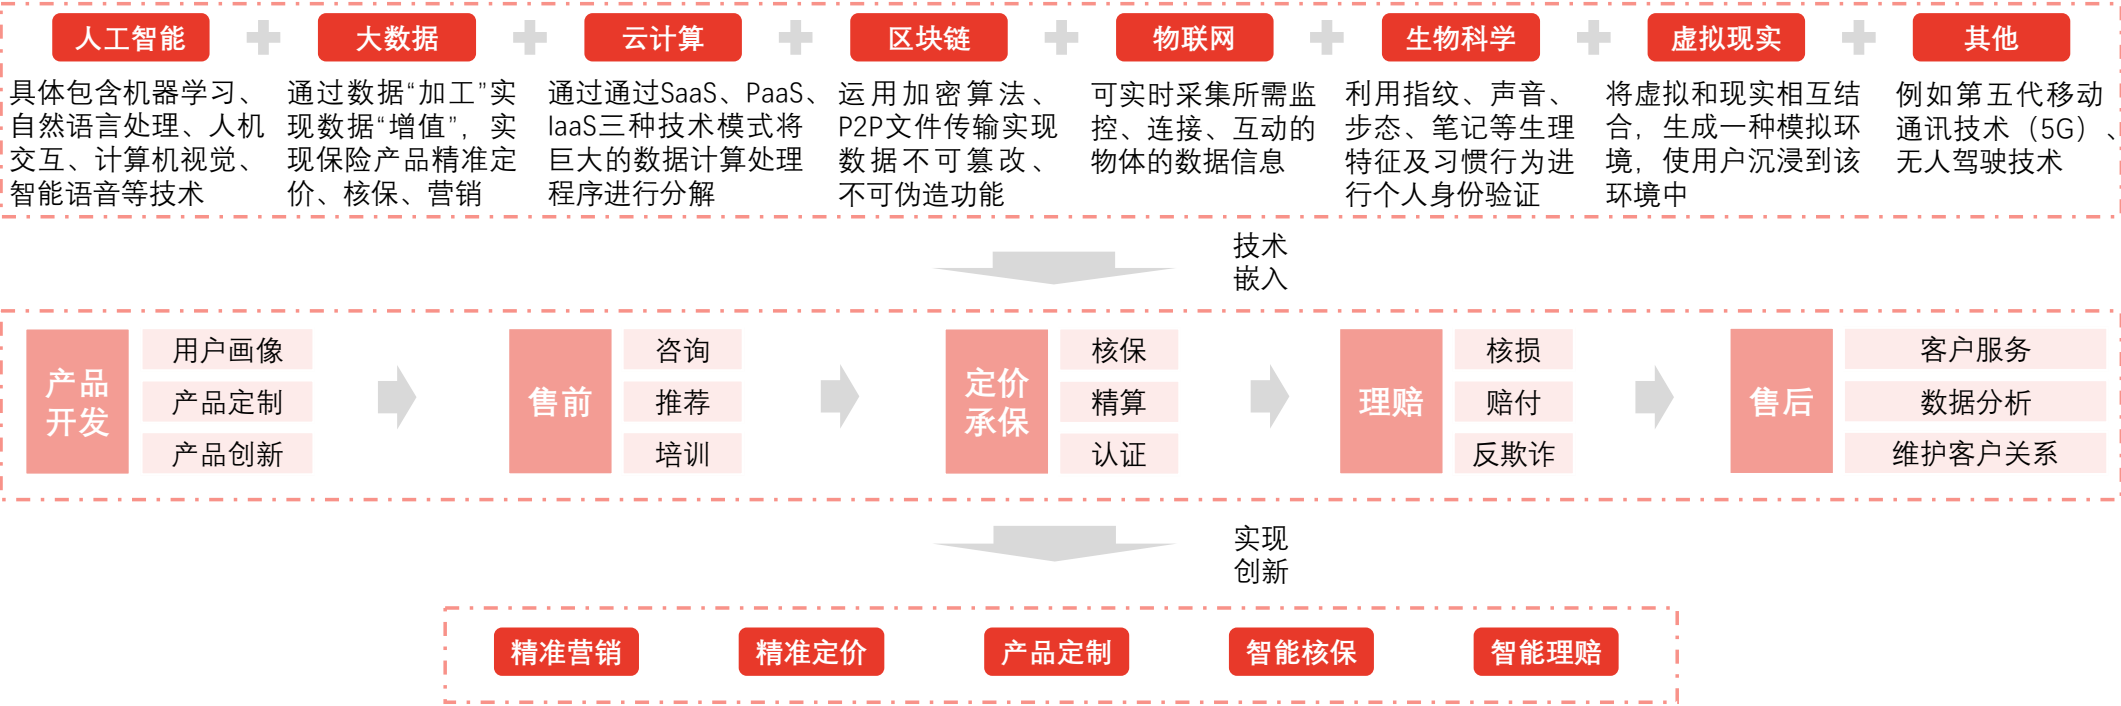 人工智能
具体包含机器学习、
自然语言处理、人机
交互、计算机视觉、
智能语音等技术
大数据
通过数据“加工”实
现数据“增值”，实
现保险产品精准定
价、核保、营销
云计算
通过通过SaaS、PaaS、
IaaS三种技术模式将
巨大的数据计算处理
程序进行分解
区块链
运用加密算法、
P2P文件传输实现
数据不可篡改、
不可伪造功能
物联网
可实时采集所需监
控、连接、互动的
物体的数据信息
生物科学
利用指纹、声音、
步态、笔记等生理
特征及习惯行为进
行个人身份验证
虚拟现实
将虚拟和现实相互结
合，生成一种模拟环
境，使用户沉浸到该
环境中
其他
例如第五代移动
通讯技术（5G）、
无人驾驶技术
技术
嵌入
产品
开发
用户画像
产品定制
产品创新
售前
咨询
推荐
培训
定价
承保
核保
精算
认证
理赔
核损
赔付
反欺诈
售后
客户服务
数据分析
维护客户关系
实现
创新
精准营销
精准定价
产品定制
智能核保
智能理赔